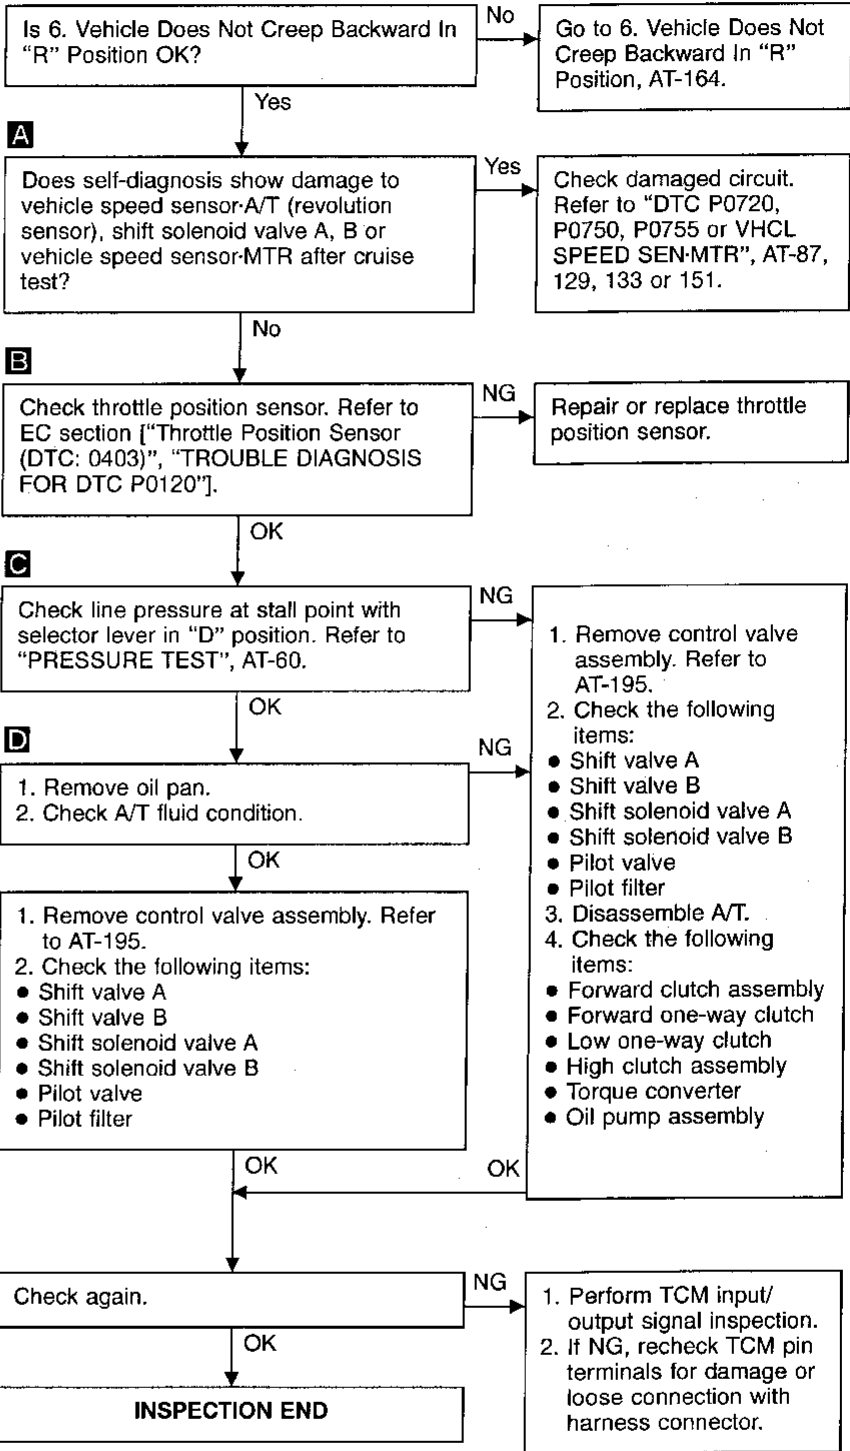 Is 6. Vehicle Does Not Creep Backward In
"R" Position OK?
No
Go to 6. Vehicle Does Not
Creep Backward In "R"
Position, AT-164.
Yes
A
Does self-diagnosis show damage to
vehicle speed sensor·A/T (revolution
sensor), shift solenoid valve A, B or
vehicle speed sensor·MTR after cruise
test?
Yes
Check damaged circuit.
Refer to "DTC P0720,
P0750, P0755 or VHCL
SPEED SEN·MTR", AT-87,
129, 133 or 151.
No
B
Check throttle position sensor. Refer to
EC section ["Throttle Position Sensor
(DTC: 0403)", "TROUBLE DIAGNOSIS
FOR DTC P0120"].
NG
Repair or replace throttle
position sensor.
OK
C
Check line pressure at stall point with
selector lever in "D" position. Refer to
"PRESSURE TEST", AT-60.
NG
1. Remove control valve
assembly. Refer to
AT-195.
2. Check the following
items:
● Shift valve A
● Shift valve B
● Shift solenoid valve A
● Shift solenoid valve B
● Pilot valve
● Pilot filter
3. Disassemble A/T.
4. Check the following
items:
● Forward clutch assembly
● Forward one-way clutch
● Low one-way clutch
● High clutch assembly
● Torque converter
● Oil pump assembly
OK
D
1. Remove oil pan.
2. Check A/T fluid condition.
NG
OK
1. Remove control valve assembly. Refer
to AT-195.
2. Check the following items:
● Shift valve A
● Shift valve B
● Shift solenoid valve A
● Shift solenoid valve B
● Pilot valve
● Pilot filter
OK
OK
Check again.
NG
1. Perform TCM input/
output signal inspection.
2. If NG, recheck TCM pin
terminals for damage or
loose connection with
harness connector.
OK
INSPECTION END